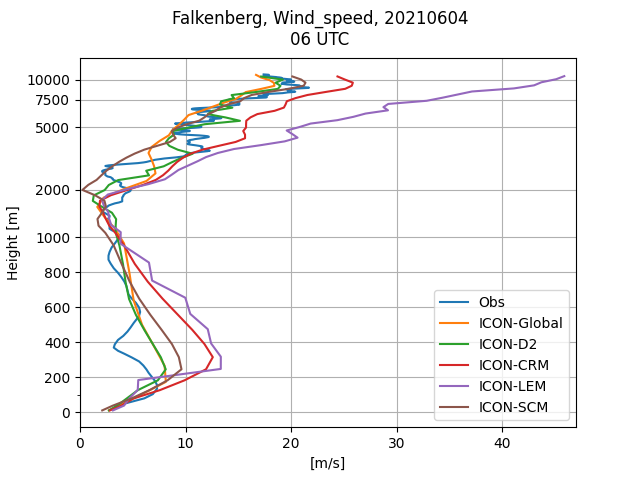 Falkenberg, Wind_speed, 20210604
06 UTC
10000
7500
5000
2000
1000
800
600
400
200
0
Height [m]
0 10 20 30 40
[m/s]
Obs
ICON-Global
ICON-D2
ICON-CRM
ICON-LEM
ICON-SCM